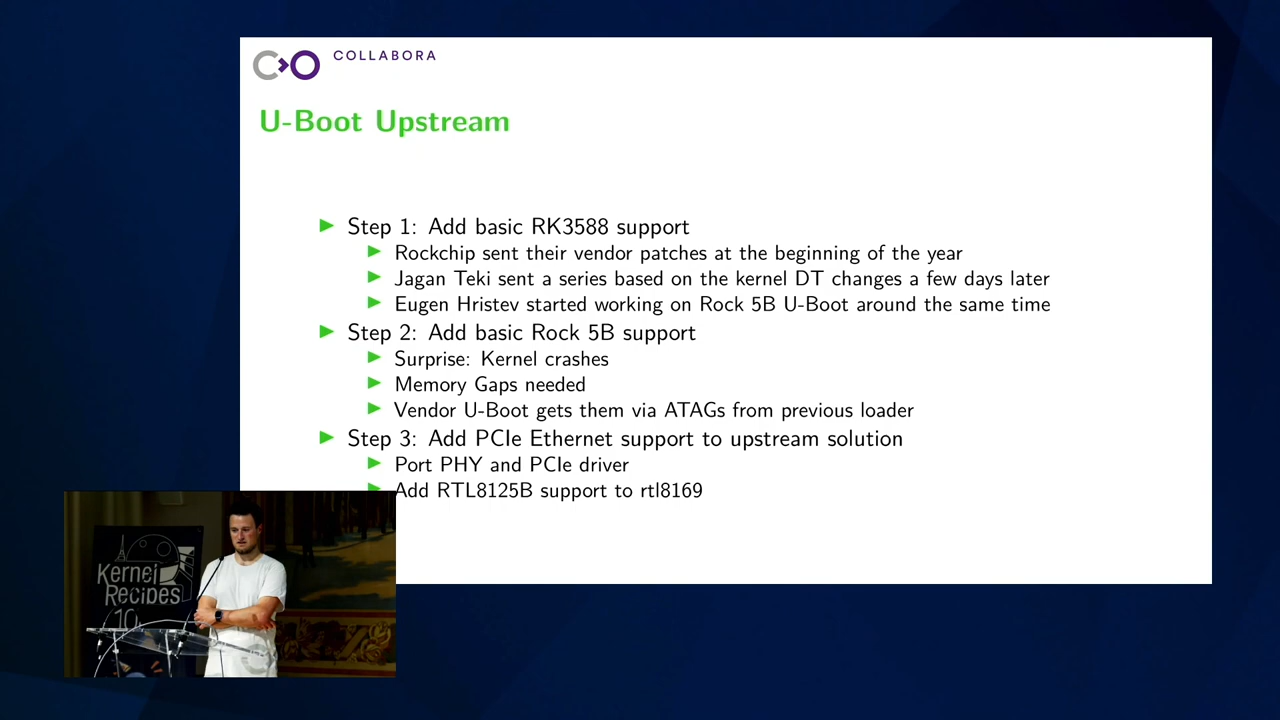 COLLABORA
U-Boot Upstream
Step 1: Add basic RK3588 support
Rockchip sent their vendor patches at the beginning of the year
Jagan Teki sent a series based on the kernel DT changes a few days later
Eugen Hristev started working on Rock 5B U-Boot around the same time
Step 2: Add basic Rock 5B support
Surprise: Kernel crashes
Memory Gaps needed
Vendor U-Boot gets them via ATAGs from previous loader
Step 3: Add PCIe Ethernet support to upstream solution
Port PHY and PCIe driver
Add RTL8125B support to rtl8169
Kernel
Recipes
10